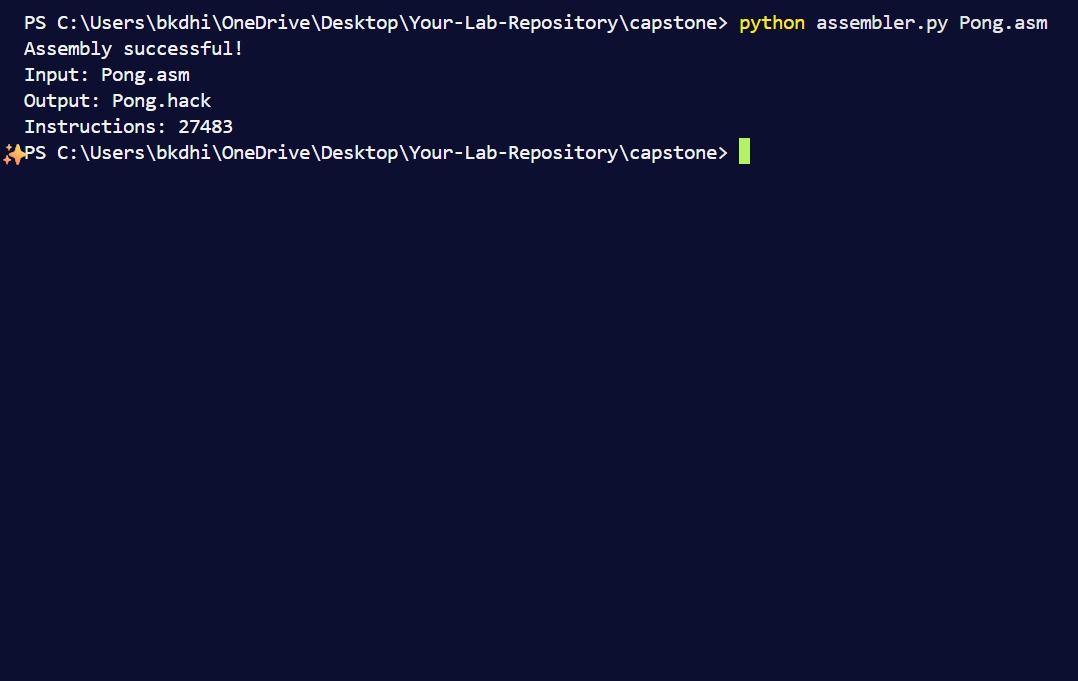 PS C:\Users\bkdhi\OneDrive\Desktop\Your-Lab-Repository\capstone> python assembler.py Pong.asm
Assembly successful!
Input: Pong.asm
Output: Pong.hack
Instructions: 27483
PS C:\Users\bkdhi\OneDrive\Desktop\Your-Lab-Repository\capstone>